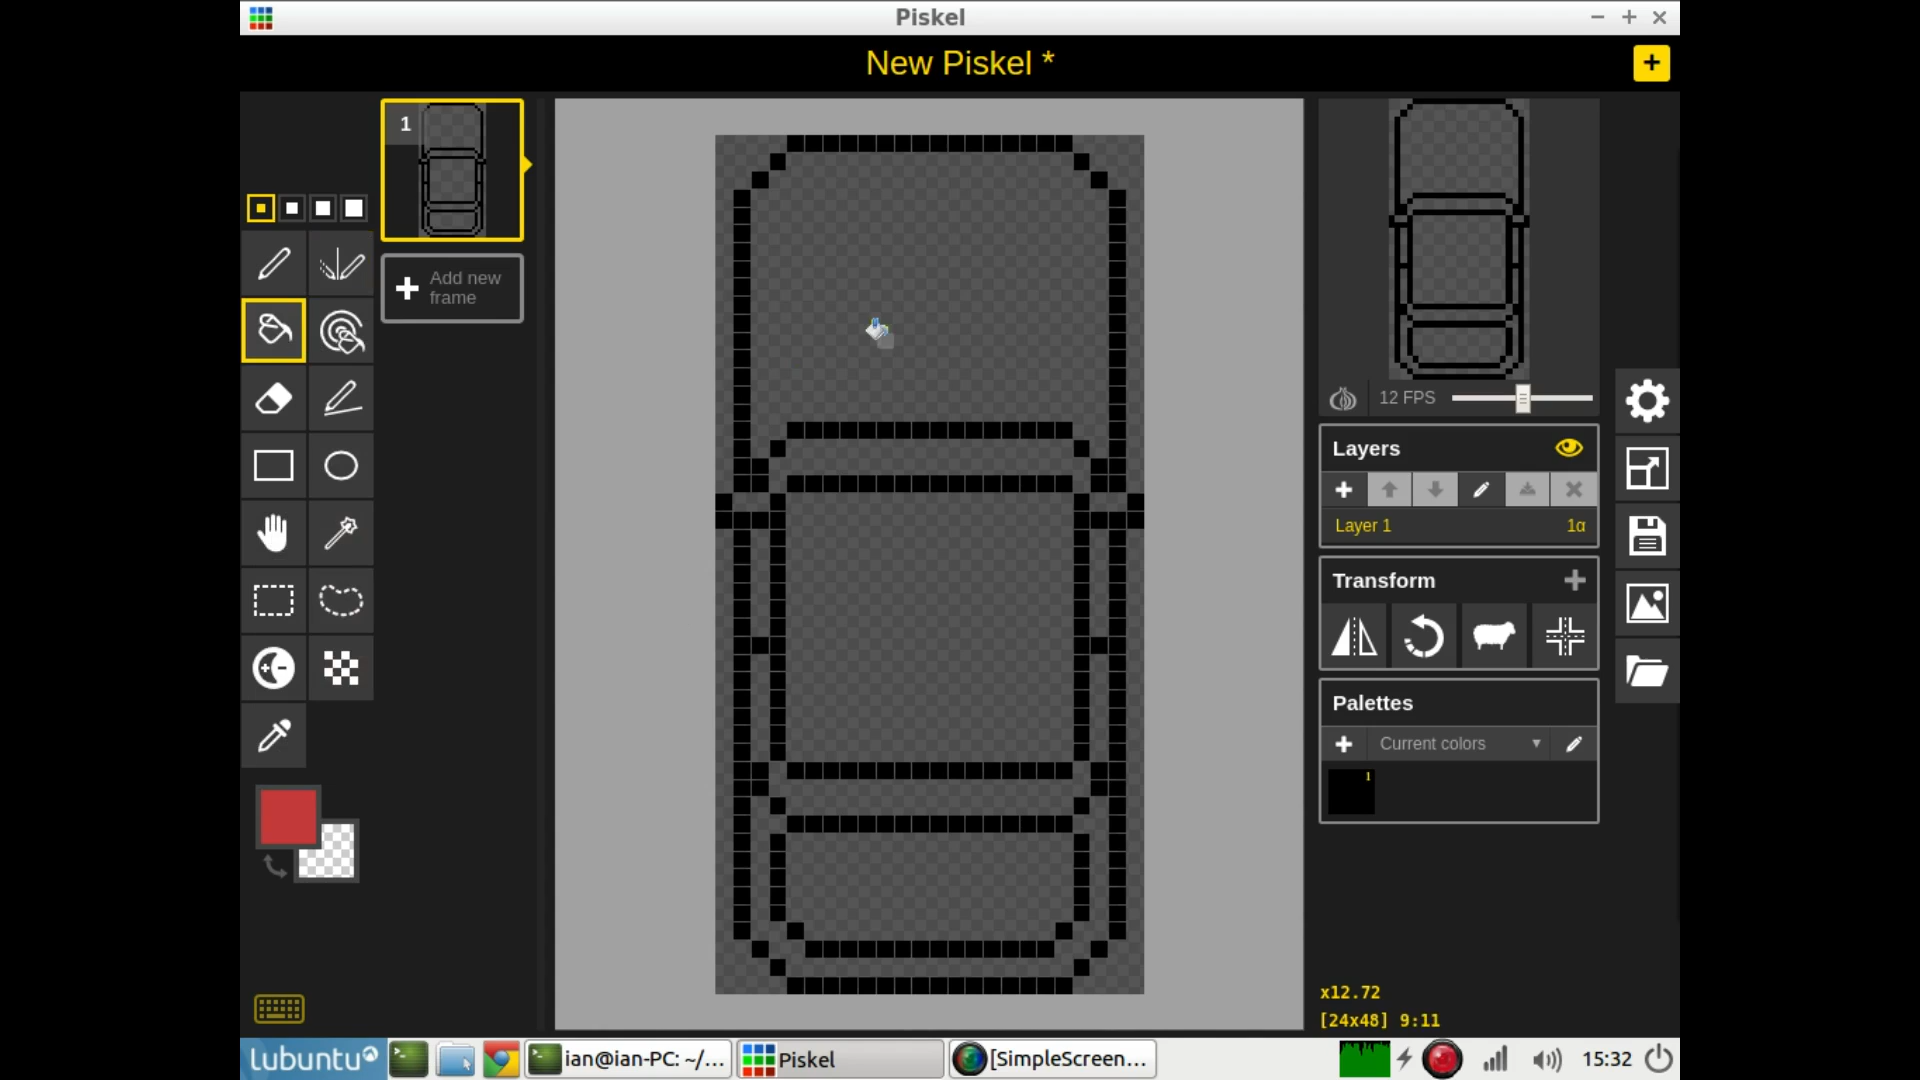 Piskel
New Piskel *
1
Add new
frame
12 FPS
Layers
Layer 1
1α
Transform
Palettes
Current colors
1
x12.72
[24x48] 9:11
lubuntu
ian@ian-PC: ~/...
Piskel
[SimpleScreen...
15:32